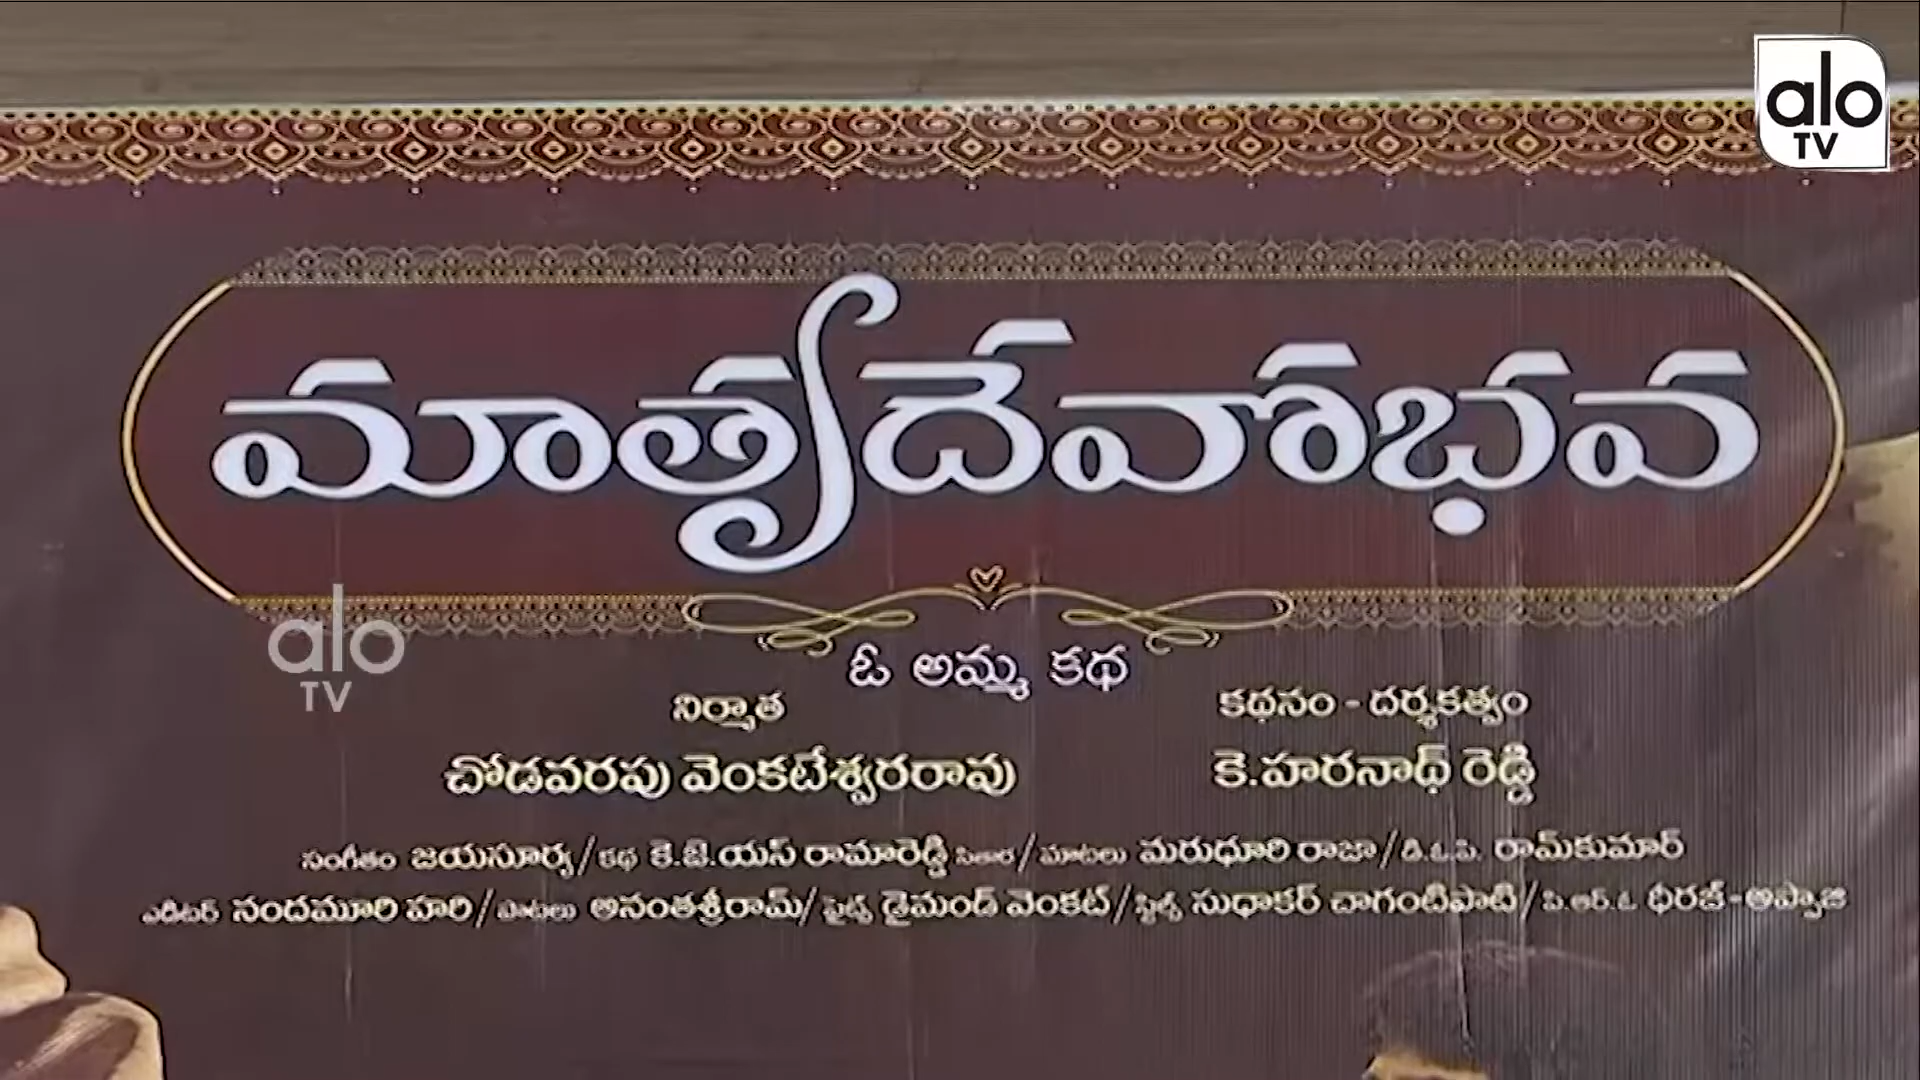 alo
TV
మాతృదేవోభవ
alo
TV
ఓ అమ్మ కథ
నిర్మాత
చోడవరపు వెంకటేశ్వరరావు
కథనం - దర్శకత్వం
కె.హరనాథ్ రెడ్డి
సంగీతం జయసూర్య/కథ కె.జె.యస్ రామారెడ్డి /మాటలు మరుధూరి రాజా/డి.ఓ.పి. రామ్‌కుమార్
ఎడిటర్ నందమూరి హరి/పాటలు అనంతశ్రీరామ్/ఫైట్స్ డైమండ్ వెంకట్/స్టిల్స్ సుధాకర్ చాగంటిపాటి/పి.ఆర్.ఓ ధీరజ్-అప్పాజీ